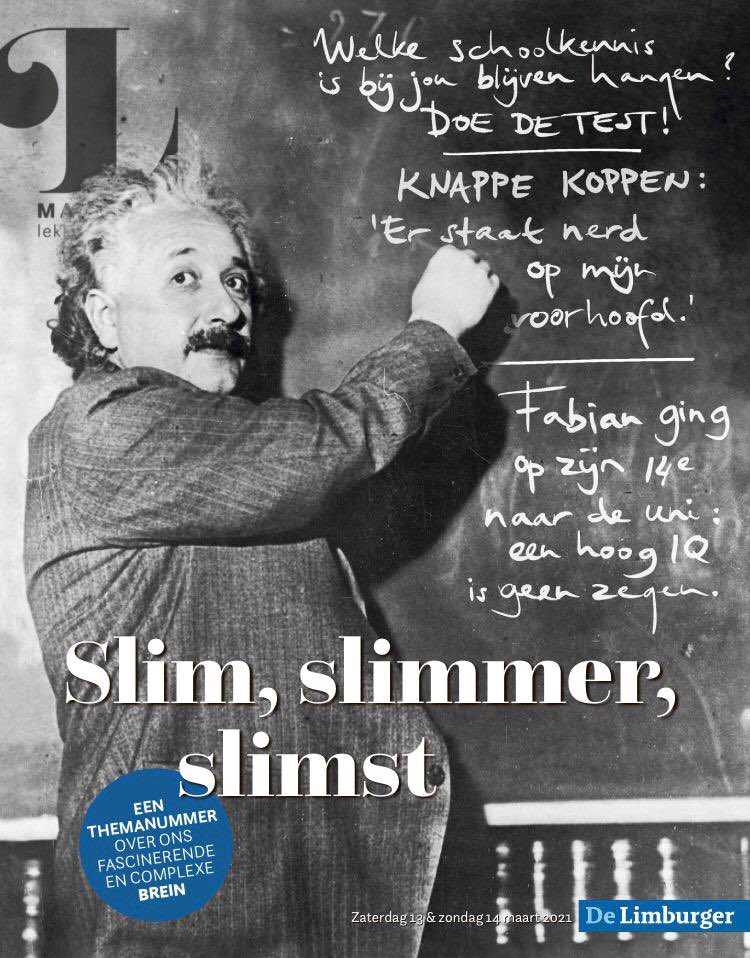 L
MA
lek
Welke schoolkennis
is bij jou blijven hangen?
DOE DE TEST!
KNAPPE KOPPEN:
'Er staat nerd
op mijn
voorhoofd.'
Fabian ging
op zijn 14e
naar de uni:
een hoog IQ
is geen zegen.
Slim, slimmer,
slimst
EEN
THEMANUMMER
OVER ONS
FASCINERENDE
EN COMPLEXE
BREIN
Zaterdag 13 & zondag 14 maart 2021
De Limburger